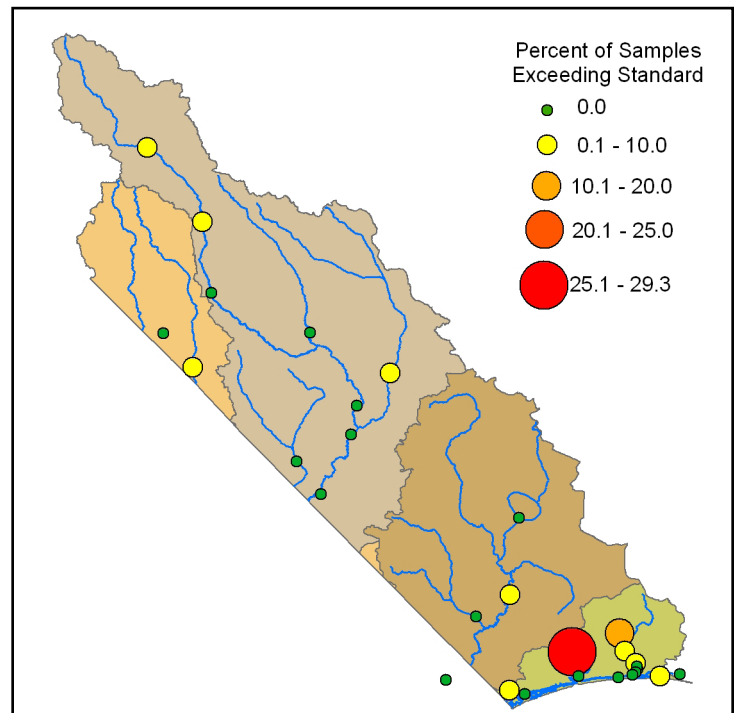 Percent of Samples
Exceeding Standard
0.0
0.1 - 10.0
10.1 - 20.0
20.1 - 25.0
25.1 - 29.3